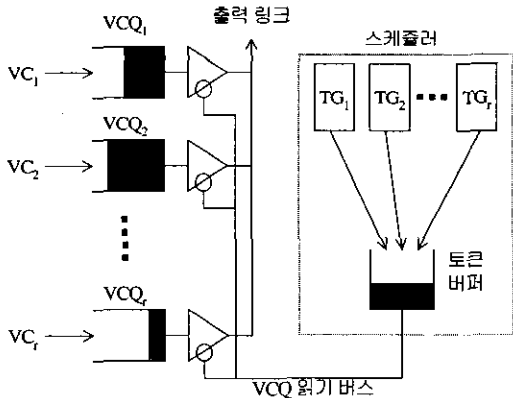 출력 링크
스케쥴러
VCQ₁
VC₁
TG₁
TG₂
TGᵣ
VCQ₂
VC₂
토큰
버퍼
VCQᵣ
VCᵣ
VCQ 읽기 버스